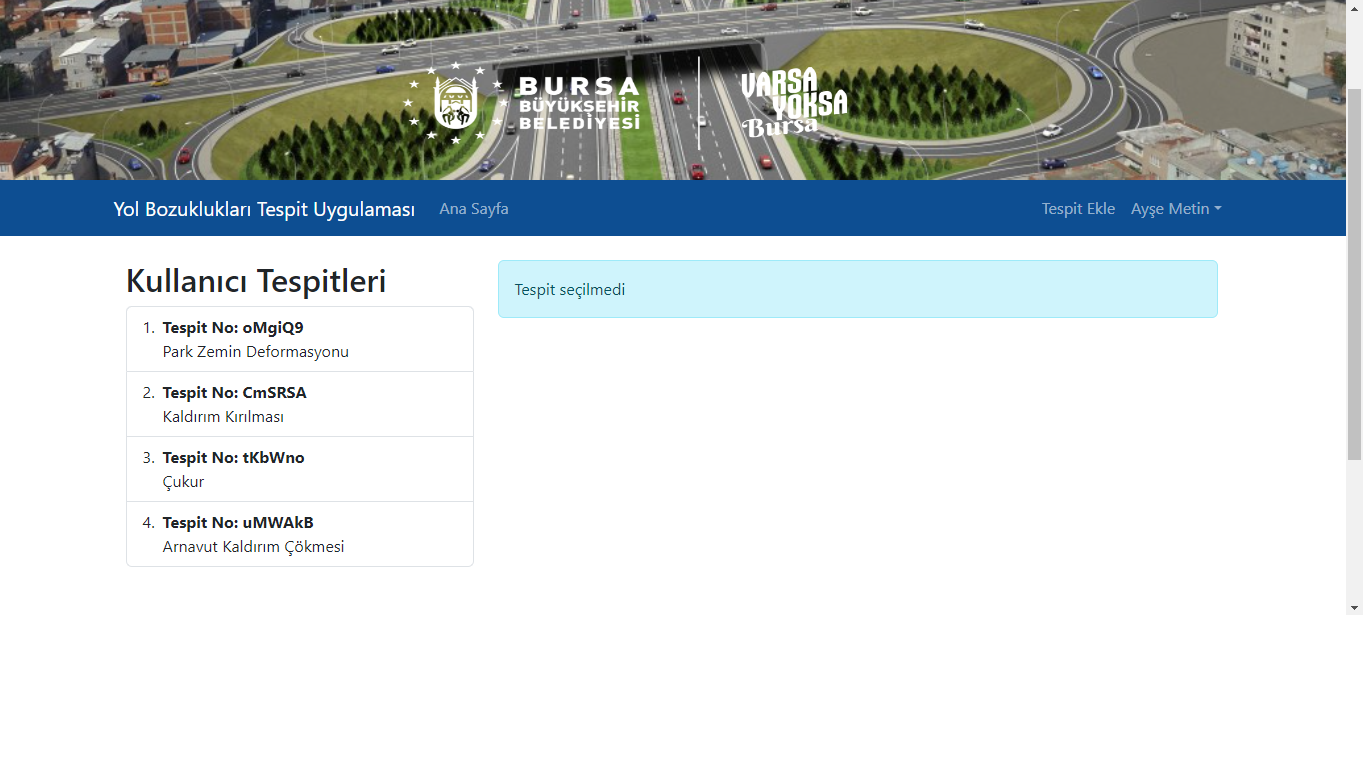 BURSA
BÜYÜKŞEHİR
BELEDİYESİ
VARSA
YOKSA
Bursa
Yol Bozuklukları Tespit Uygulaması
Ana Sayfa
Tespit Ekle
Ayşe Metin
Kullanıcı Tespitleri
1. Tespit No: oMgiQ9
Park Zemin Deformasyonu
2. Tespit No: CmSRSA
Kaldırım Kırılması
3. Tespit No: tKbWno
Çukur
4. Tespit No: uMWAkB
Arnavut Kaldırım Çökmesi
Tespit seçilmedi